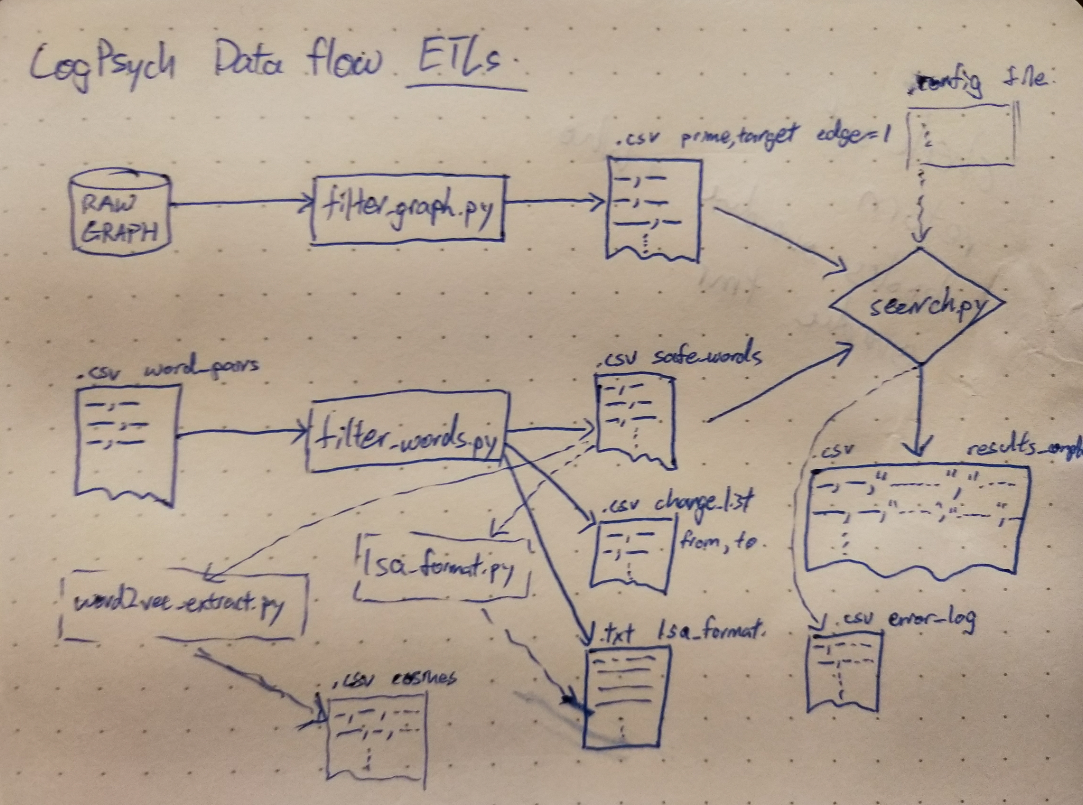 CogPsych Data flow ETLs.
.config file.
.csv prime,target edge=1
RAW
GRAPH
filter_graph.py
search.py
.csv word_pairs
.csv safe_words
filter_words.py
.csv
.csv change_list
from, to.
lsa_format.py
word2vec_extract.py
.txt lsa_format.
.csv error_log
.csv cosines